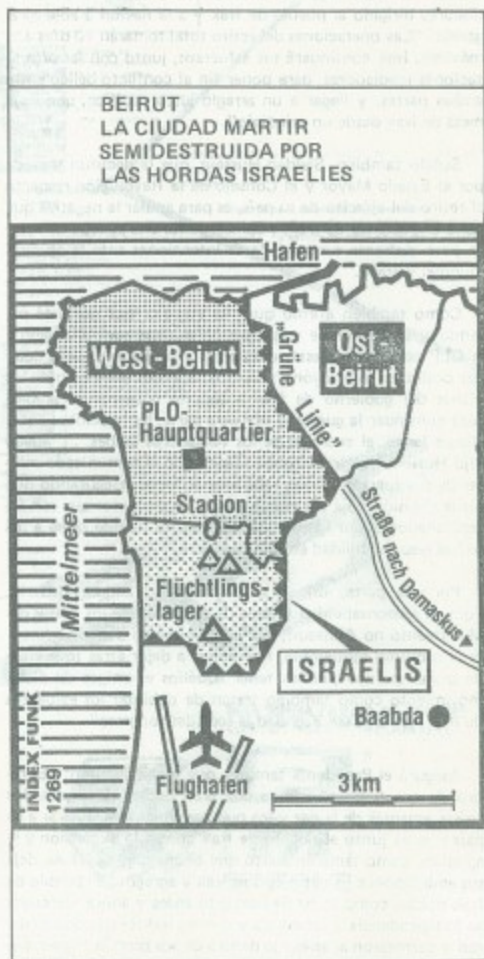 BEIRUT
LA CIUDAD MARTIR
SEMIDESTRUIDA POR
LAS HORDAS ISRAELIES
Hafen
West-Beirut
„Grüne
Linie"
Ost-
Beirut
PLO-
Hauptquartier
Stadion
Mittelmeer
Straße nach Damaskus
Flüchtlings-
lager
ISRAELIS
Baabda
INDEX FUNK
1269
Flughafen
3km